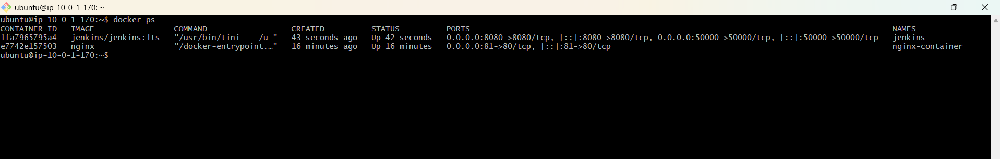 ubuntu@ip-10-0-1-170: ~
ubuntu@ip-10-0-1-170:~$ docker ps
CONTAINER ID   IMAGE                 COMMAND                  CREATED          STATUS          PORTS                                                                                          NAMES
1fa7965795a4   jenkins/jenkins:lts   "/usr/bin/tini -- /u…"   43 seconds ago   Up 42 seconds   0.0.0.0:8080->8080/tcp, [::]:8080->8080/tcp, 0.0.0.0:50000->50000/tcp, [::]:50000->50000/tcp   jenkins
e7742e157503   nginx                 "/docker-entrypoint.…"   16 minutes ago   Up 16 minutes   0.0.0.0:81->80/tcp, [::]:81->80/tcp                                                            nginx-container
ubuntu@ip-10-0-1-170:~$